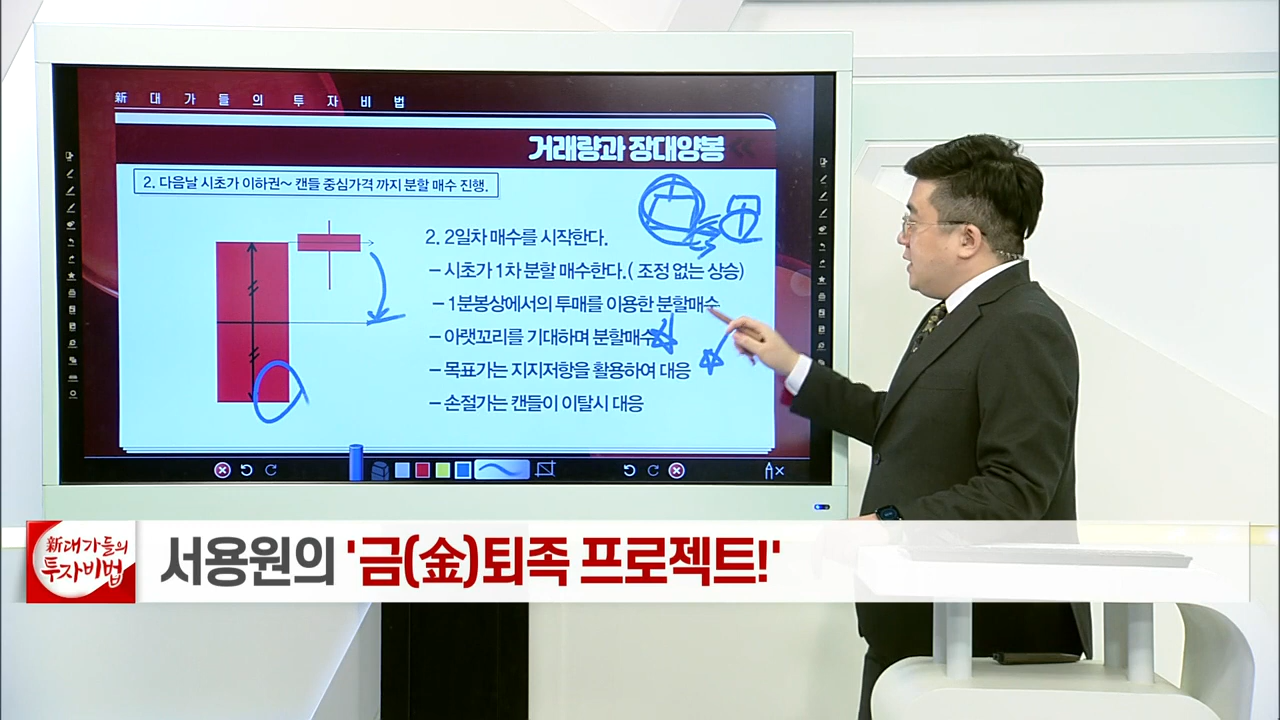 新 대 가 들 의 투 자 비 법
거래량과 장대양봉
2. 다음날 시초가 이하권~ 캔들 중심가격 까지 분할 매수 진행.
2. 2일차 매수를 시작한다.
– 시초가 1차 분할 매수한다.( 조정 없는 상승)
– 1분봉상에서의 투매를 이용한 분할매수
– 아랫꼬리를 기대하며 분할매수
– 목표가는 지지저항을 활용하여 대응
– 손절가는 캔들이 이탈시 대응
新대가들의
투자비법
서용원의 '금(金)퇴족 프로젝트!'